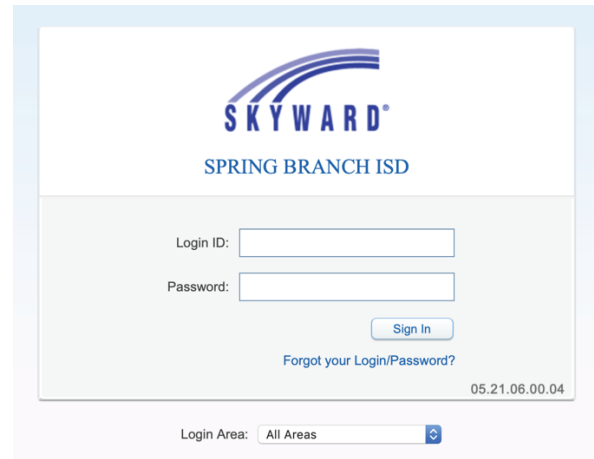 SKYWARD®
SPRING BRANCH ISD
Login ID:
Password:
Sign In
Forgot your Login/Password?
05.21.06.00.04
Login Area: All Areas